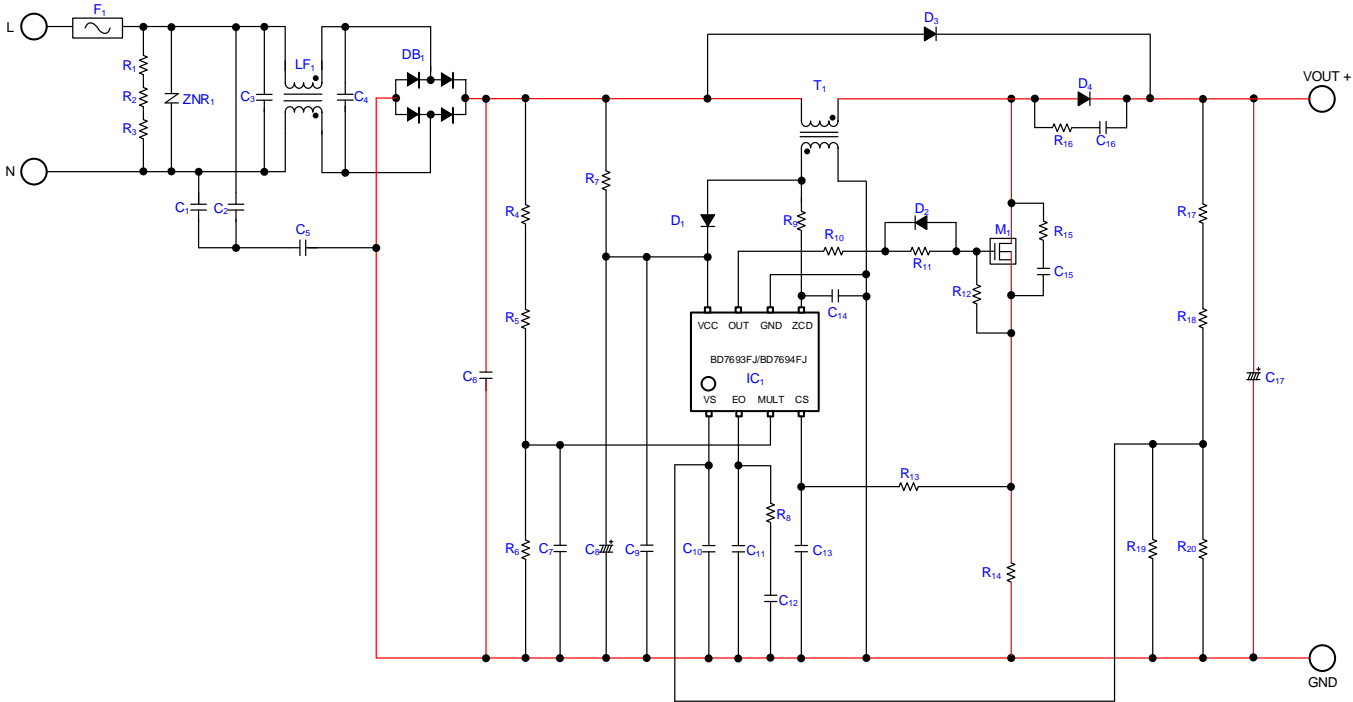 F1
L
D3
R1
LF1
DB1
VOUT +
T1
D4
R2
ZNR1
C3
C4
R3
R16
C16
N
R7
C1
C2
R4
D1
R9
D2
R17
C5
R10
M1
R15
R11
C15
R12
C14
R5
R18
VCC OUT GND ZCD
BD7693FJ/BD7694FJ
IC1
C6
C17
VS EO MULT CS
R13
R8
R6
C7
C8
C9
C10
C11
C13
R19
R20
R14
C12
GND